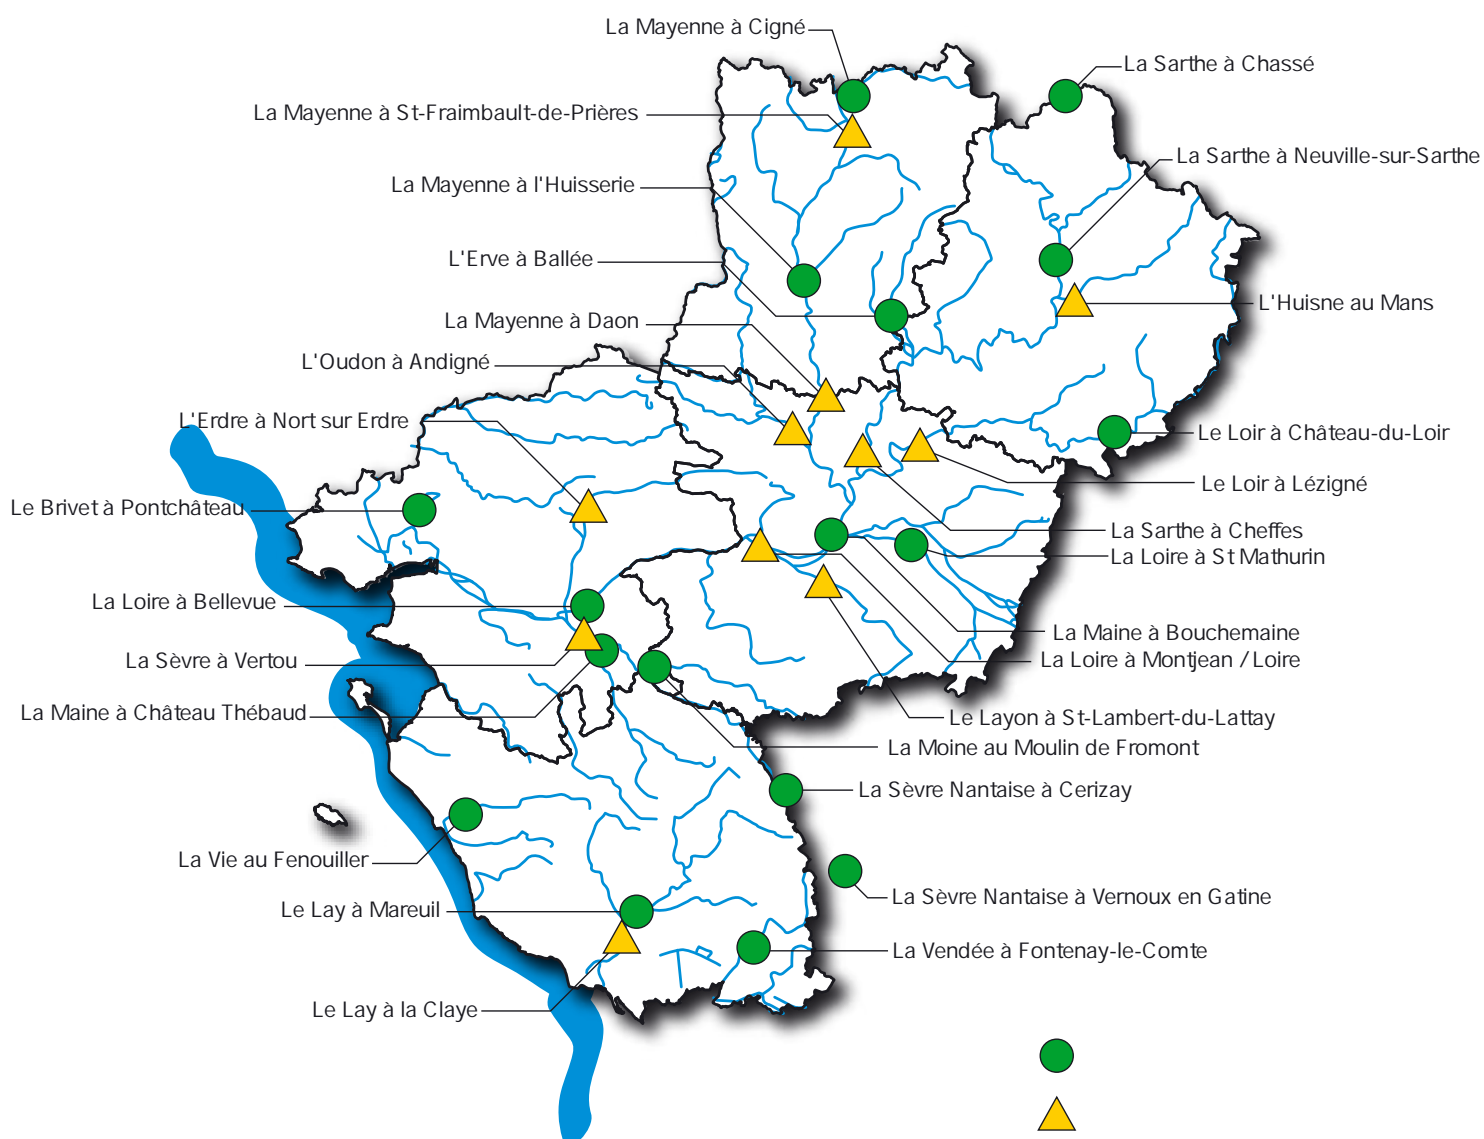 La Mayenne à Cigné
La Sarthe à Chassé
La Mayenne à St-Fraimbault-de-Prières
La Sarthe à Neuville-sur-Sarthe
La Mayenne à l'Huisserie
L'Erve à Ballée
L'Huisne au Mans
La Mayenne à Daon
L'Oudon à Andigné
L'Erdre à Nort sur Erdre
Le Loir à Château-du-Loir
Le Loir à Lézigné
Le Brivet à Pontchâteau
La Sarthe à Cheffes
La Loire à St Mathurin
La Loire à Bellevue
La Maine à Bouchemaine
La Loire à Montjean / Loire
La Sèvre à Vertou
La Maine à Château Thébaud
Le Layon à St-Lambert-du-Lattay
La Moine au Moulin de Fromont
La Sèvre Nantaise à Cerizay
La Vie au Fenouiller
La Sèvre Nantaise à Vernoux en Gatine
Le Lay à Mareuil
La Vendée à Fontenay-le-Comte
Le Lay à la Claye